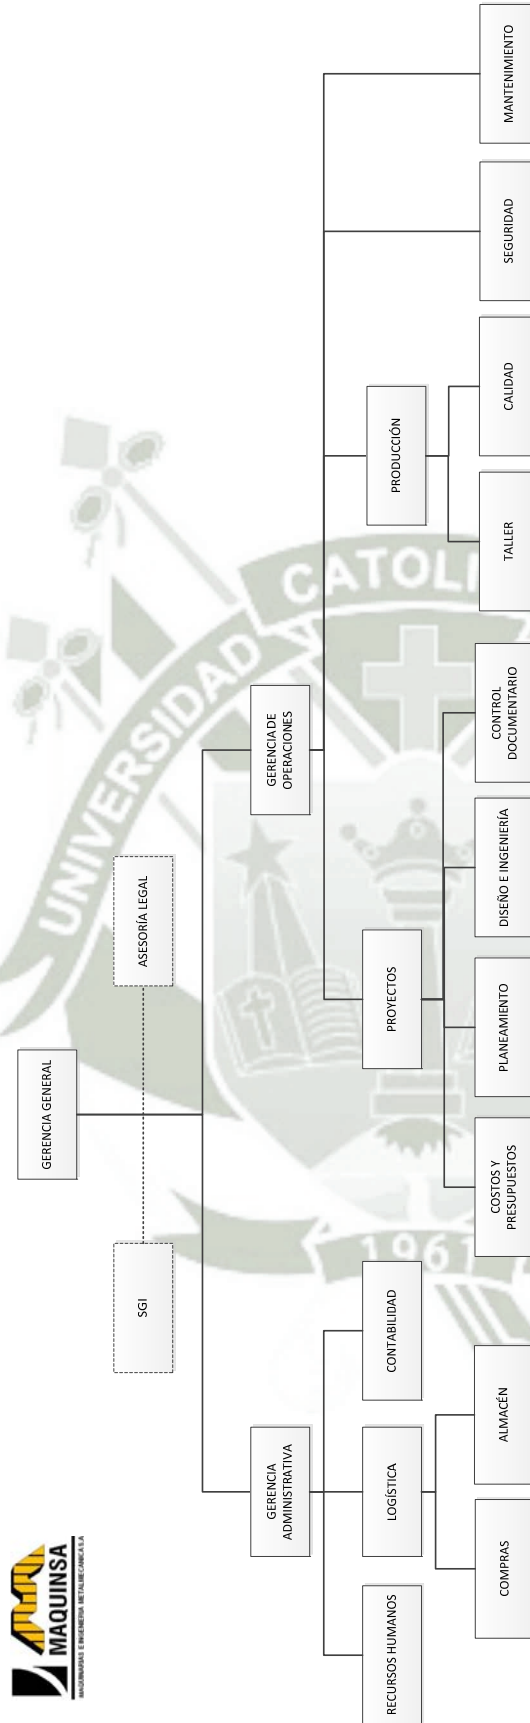 MAQUINSA
MAQUINARIAS E INGENIERIA METALMECANICA S.A
GERENCIA GENERAL
SGI
ASESORÍA LEGAL
GERENCIA
ADMINISTRATIVA
GERENCIA DE
OPERACIONES
RECURSOS HUMANOS
LOGÍSTICA
CONTABILIDAD
PROYECTOS
PRODUCCIÓN
COMPRAS
ALMACÉN
COSTOS Y
PRESUPUESTOS
PLANEAMIENTO
DISEÑO E INGENIERÍA
CONTROL
DOCUMENTARIO
TALLER
CALIDAD
SEGURIDAD
MANTENIMIENTO
UNIVERSIDAD
CATOLI
1961